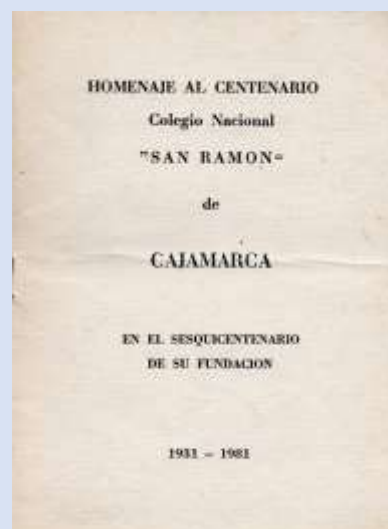 HOMENAJE AL CENTENARIO
Colegio Nacional
"SAN RAMON"
de
CAJAMARCA
EN EL SESQUICENTENARIO
DE SU FUNDACION
1931 - 1981